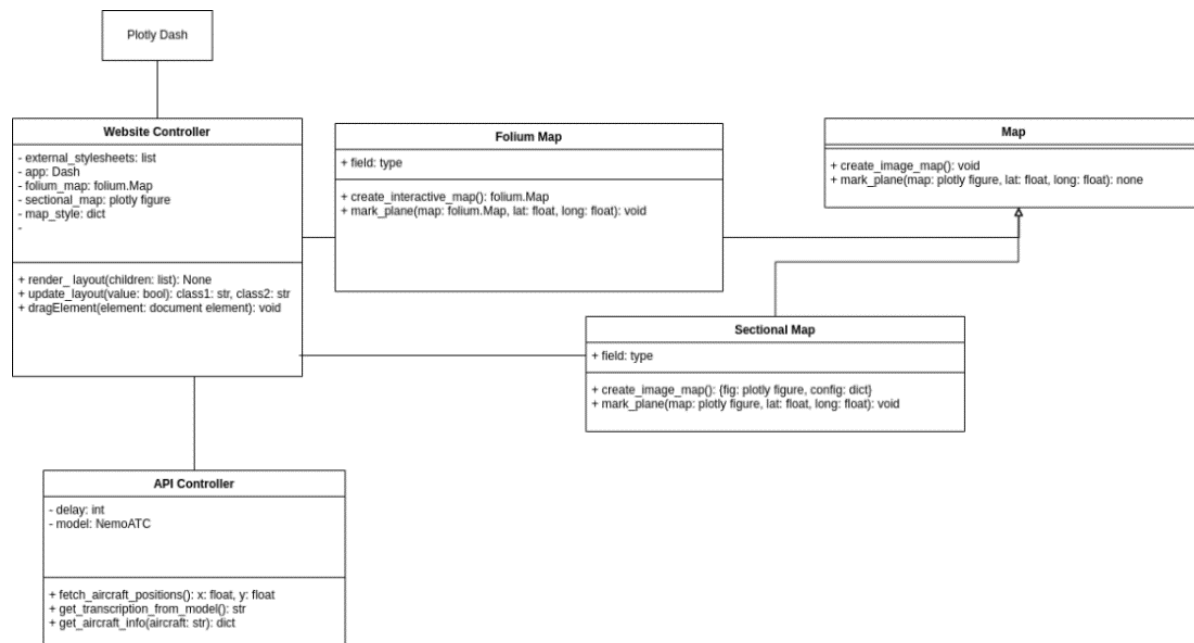 Plotly Dash
Website Controller
- external_stylesheets: list
- app: Dash
- folium_map: folium.Map
- sectional_map: plotly figure
- map_style: dict
-
+ render_ layout(children: list): None
+ update_layout(value: bool): class1: str, class2: str
+ dragElement(element: document element): void
Folium Map
+ field: type
+ create_interactive_map(): folium.Map
+ mark_plane(map: folium.Map, lat: float, long: float): void
Map
+ create_image_map(): void
+ mark_plane(map: plotly figure, lat: float, long: float): none
Sectional Map
+ field: type
+ create_image_map(): {fig: plotly figure, config: dict}
+ mark_plane(map: plotly figure, lat: float, long: float): void
API Controller
- delay: int
- model: NemoATC
+ fetch_aircraft_positions(): x: float, y: float
+ get_transcription_from_model(): str
+ get_aircraft_info(aircraft: str): dict